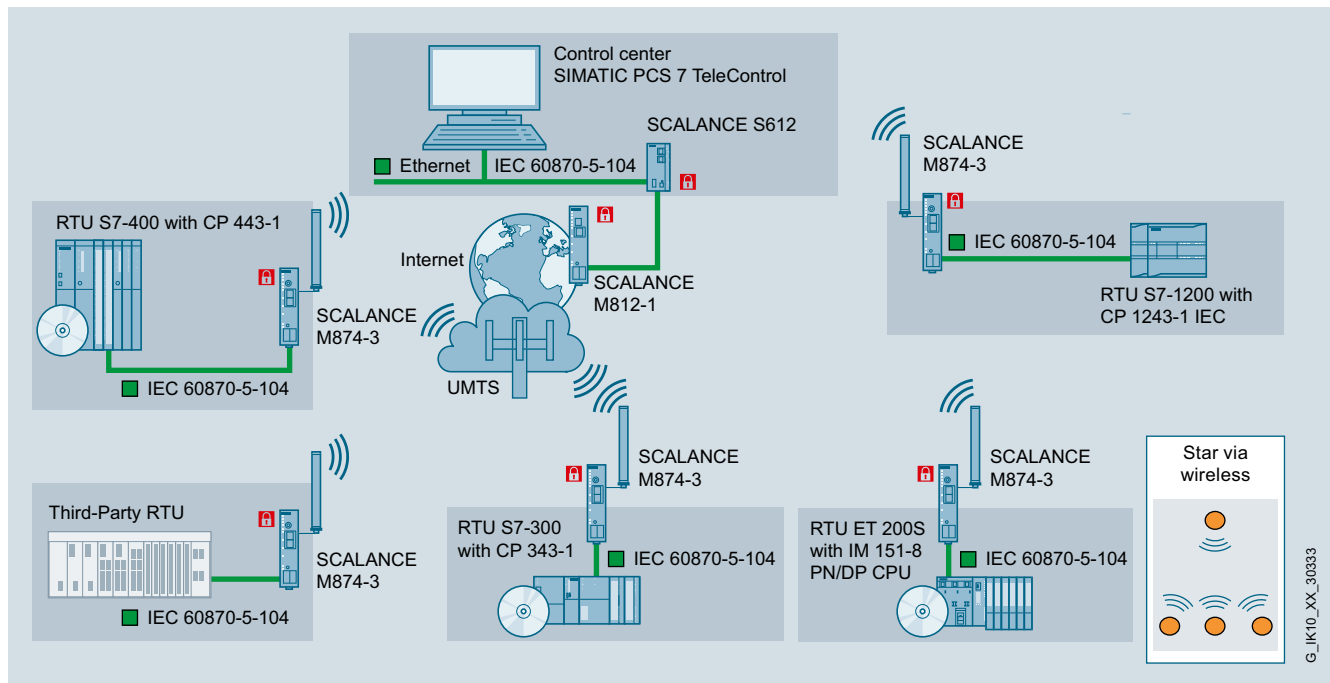 Control center
SIMATIC PCS 7 TeleControl
SCALANCE S612
Ethernet
IEC 60870-5-104
SCALANCE
M874-3
IEC 60870-5-104
RTU S7-1200 with
CP 1243-1 IEC
RTU S7-400 with CP 443-1
SCALANCE
M874-3
IEC 60870-5-104
Internet
SCALANCE
M812-1
UMTS
Third-Party RTU
SCALANCE
M874-3
IEC 60870-5-104
SCALANCE
M874-3
RTU S7-300
with CP 343-1
IEC 60870-5-104
SCALANCE
M874-3
RTU ET 200S
with IM 151-8
PN/DP CPU
IEC 60870-5-104
Star via
wireless
G_IK10_XX_30333